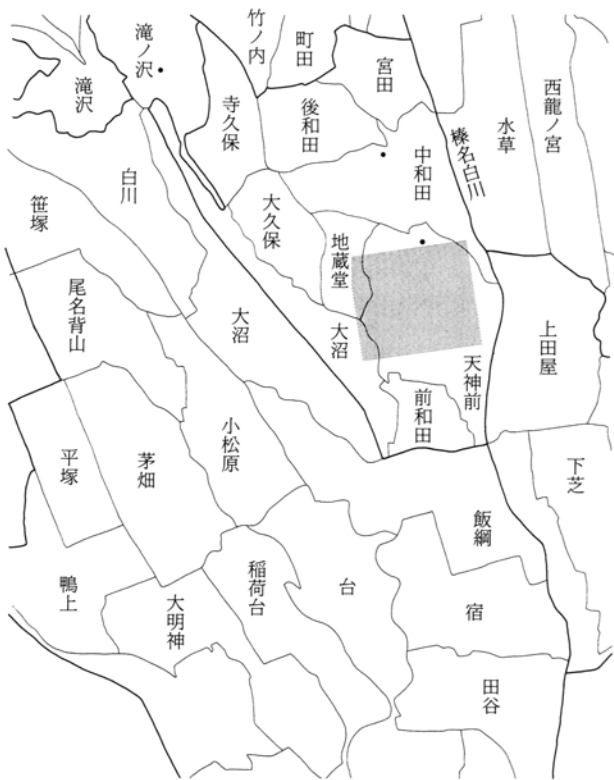 竹ノ内
町田
滝ノ沢
宮田
滝沢
寺久保
後和田
西龍ノ宮
水草
中和田
榛名白川
白川
笹塚
大久保
地蔵堂
尾名背山
大沼
大沼
上田屋
天神前
前和田
小松原
平塚
茅畑
下芝
飯綱
稲荷台
台
鴨上
大明神
宿
田谷